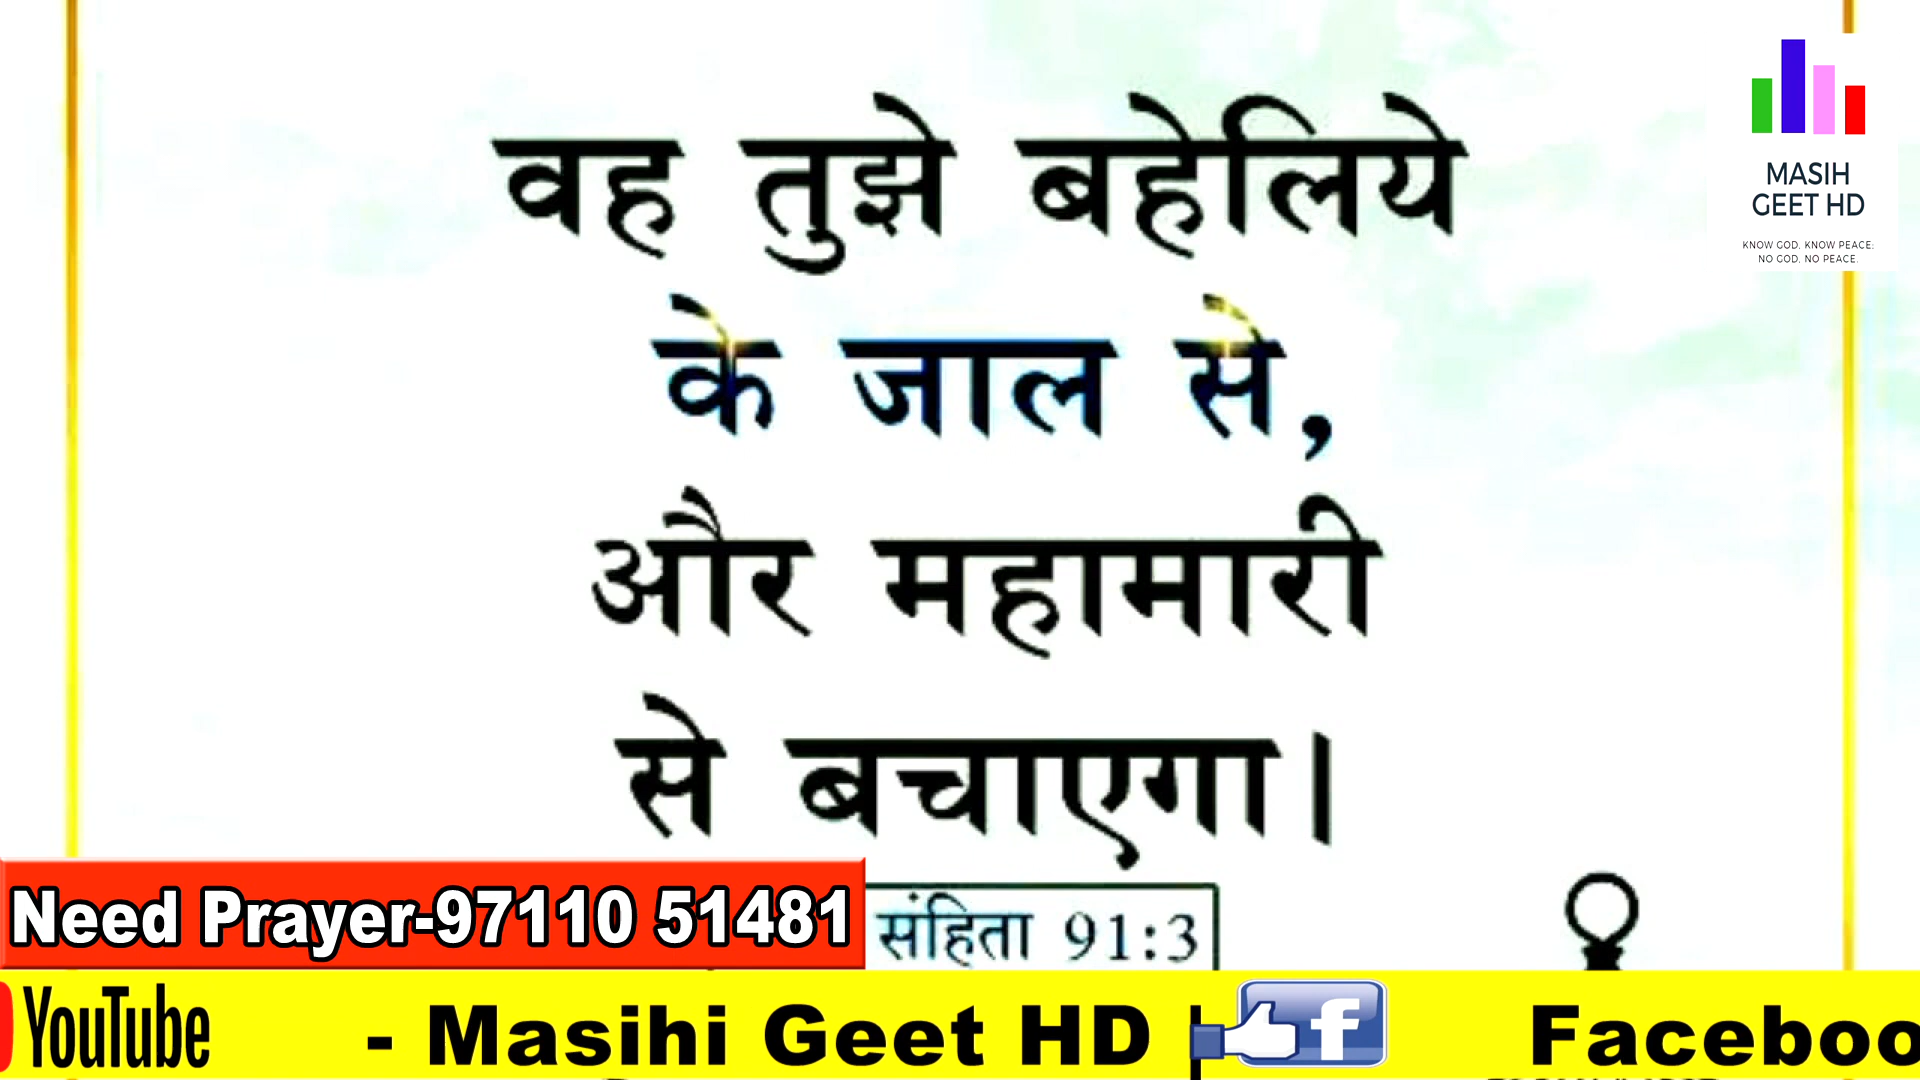 वह तुझे बहेलिये
के जाल से,
और महामारी
से बचाएगा।
संहिता 91:3
MASIH
GEET HD
KNOW GOD, KNOW PEACE;
NO GOD, NO PEACE.
Need Prayer-97110 51481
YouTube - Masihi Geet HD | f Faceboo